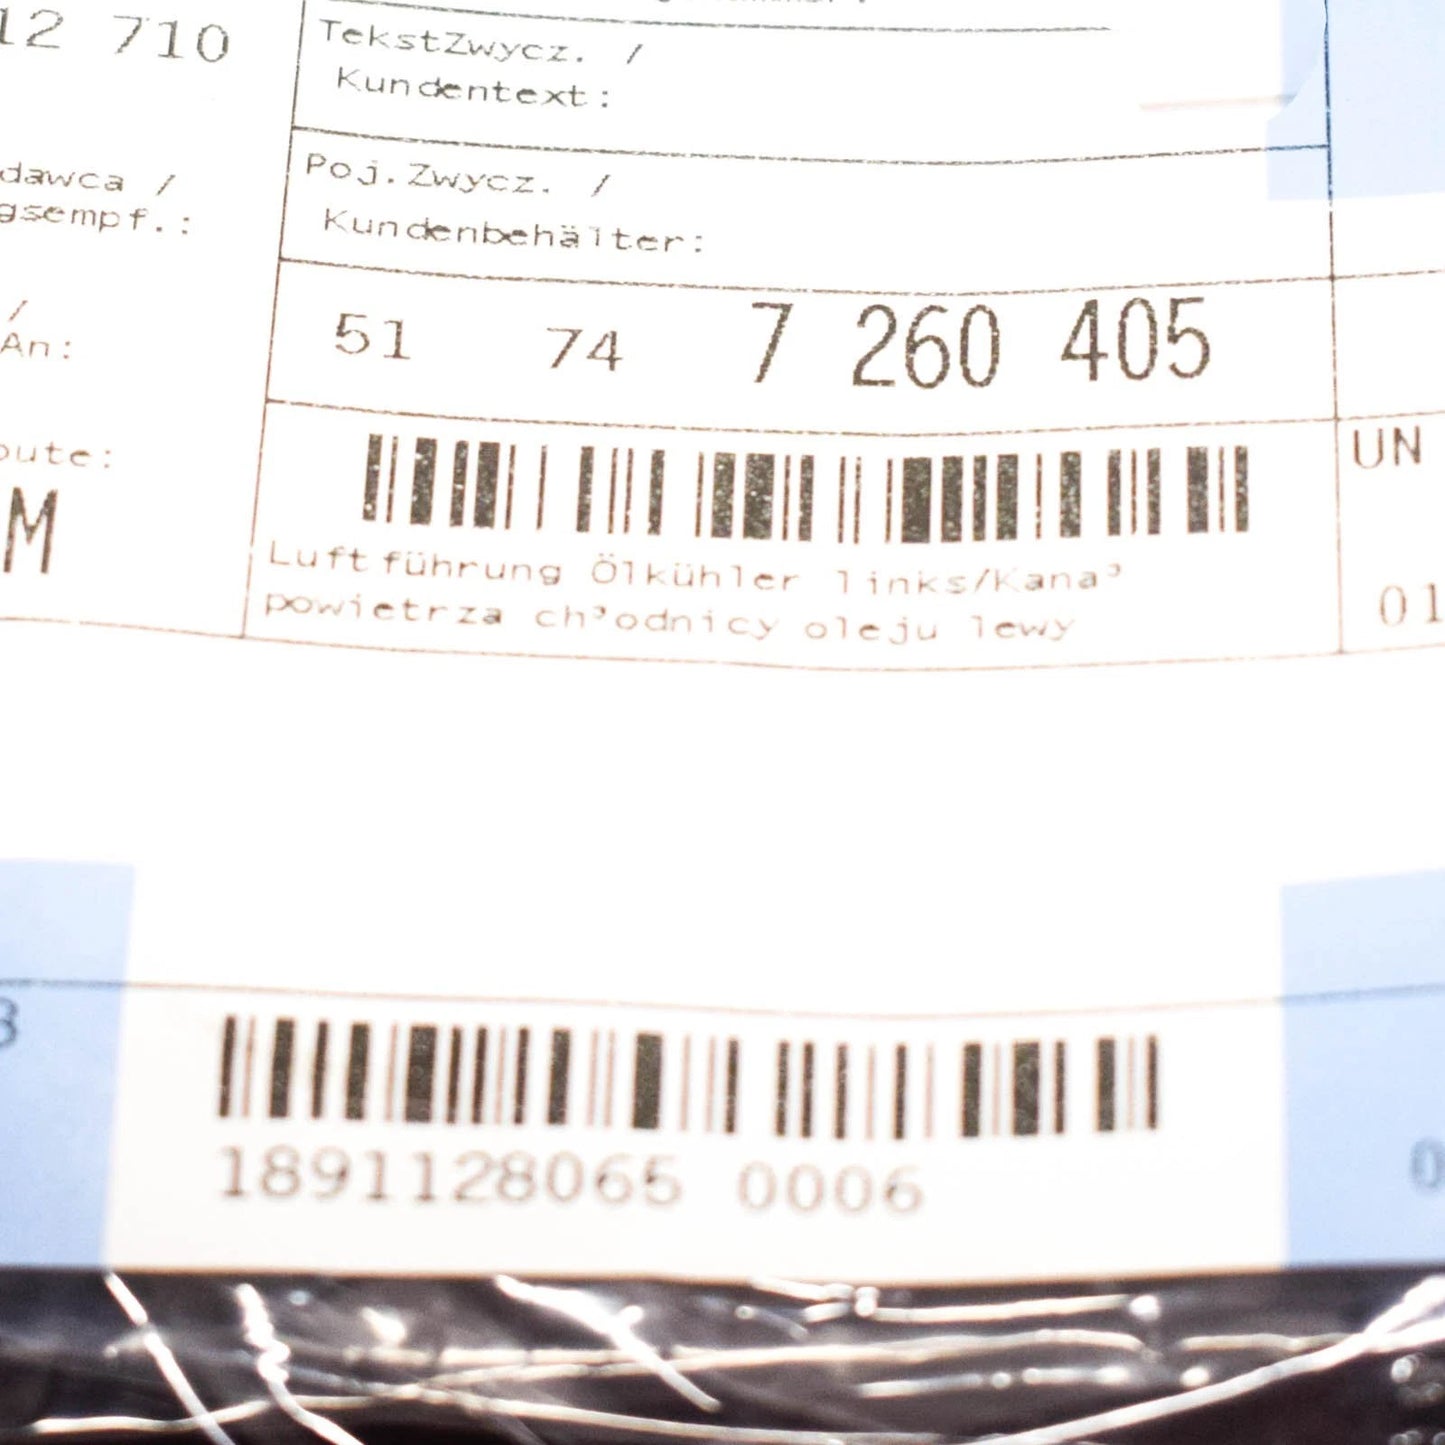 12 710
TekstZwycz. /
Kundentext:
Poj.Zwycz. /
Kundenbehälter:
dawca /
gsempf.:
/
An:
51 74 7 260 405
oute:
M
UN
Luftführung Ölkühler links/Kana³
powietrza ch³odnicy oleju lewy
01
3
1891128065 0006
0